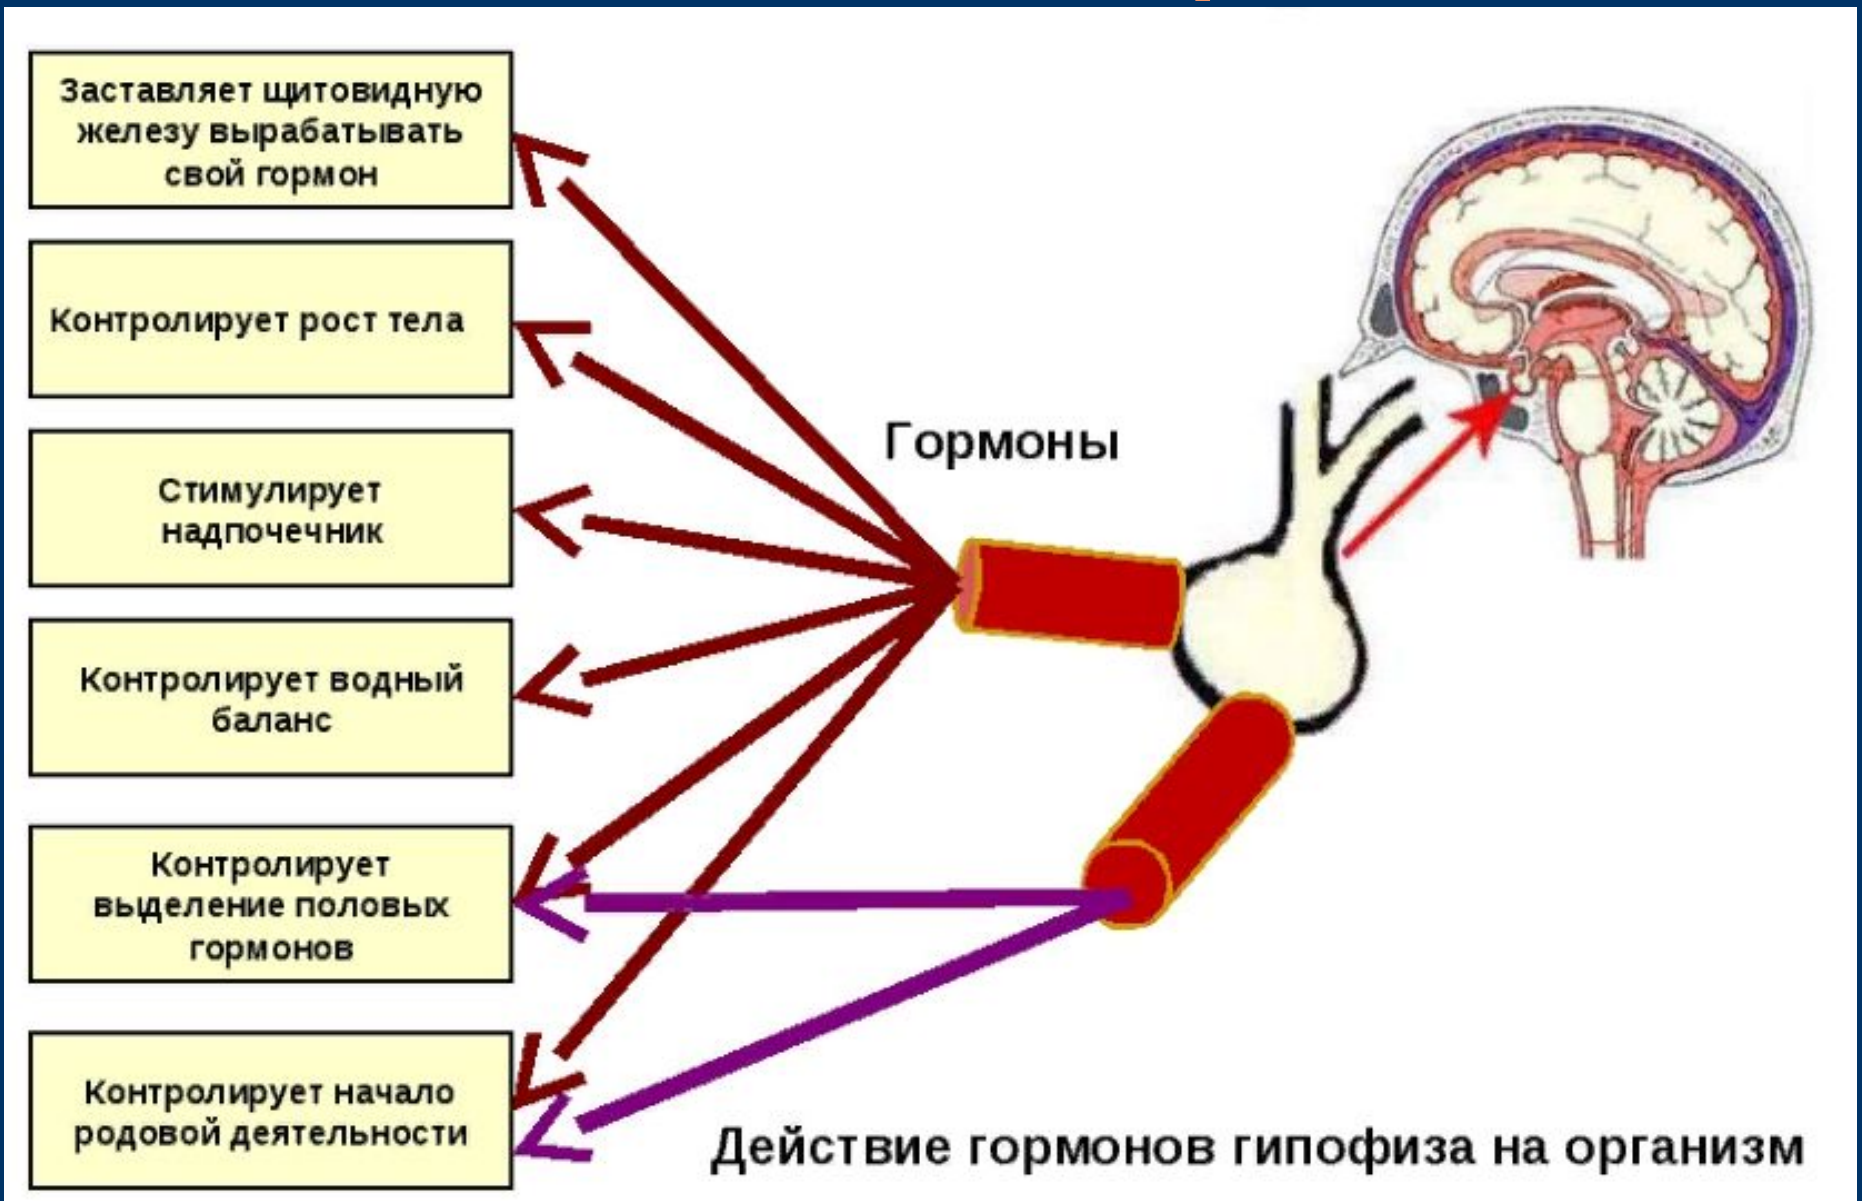 Заставляет щитовидную
железу вырабатывать
свой гормон
Контролирует рост тела
Стимулирует
надпочечник
Контролирует водный
баланс
Контролирует
выделение половых
гормонов
Контролирует начало
родовой деятельности
Гормоны
Действие гормонов гипофиза на организм